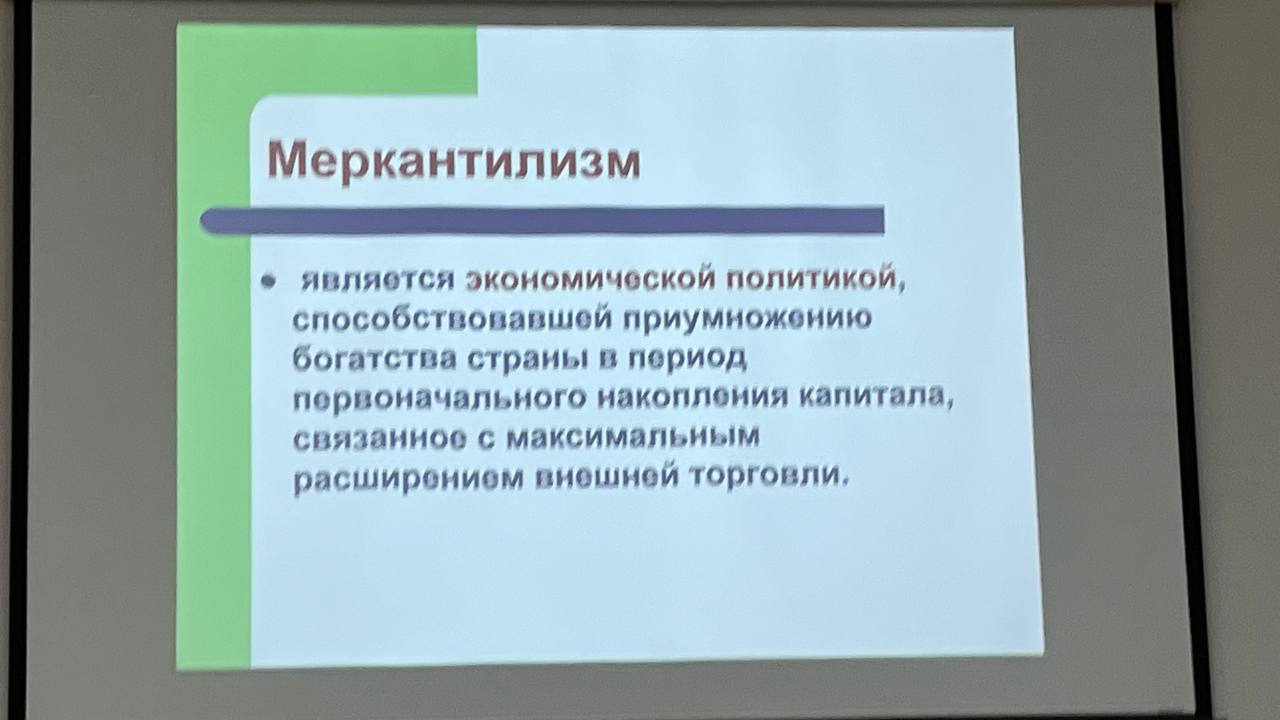 Меркантилизм
• является экономической политикой,
способствовавшей приумножению
богатства страны в период
первоначального накопления капитала,
связанное с максимальным
расширением внешней торговли.